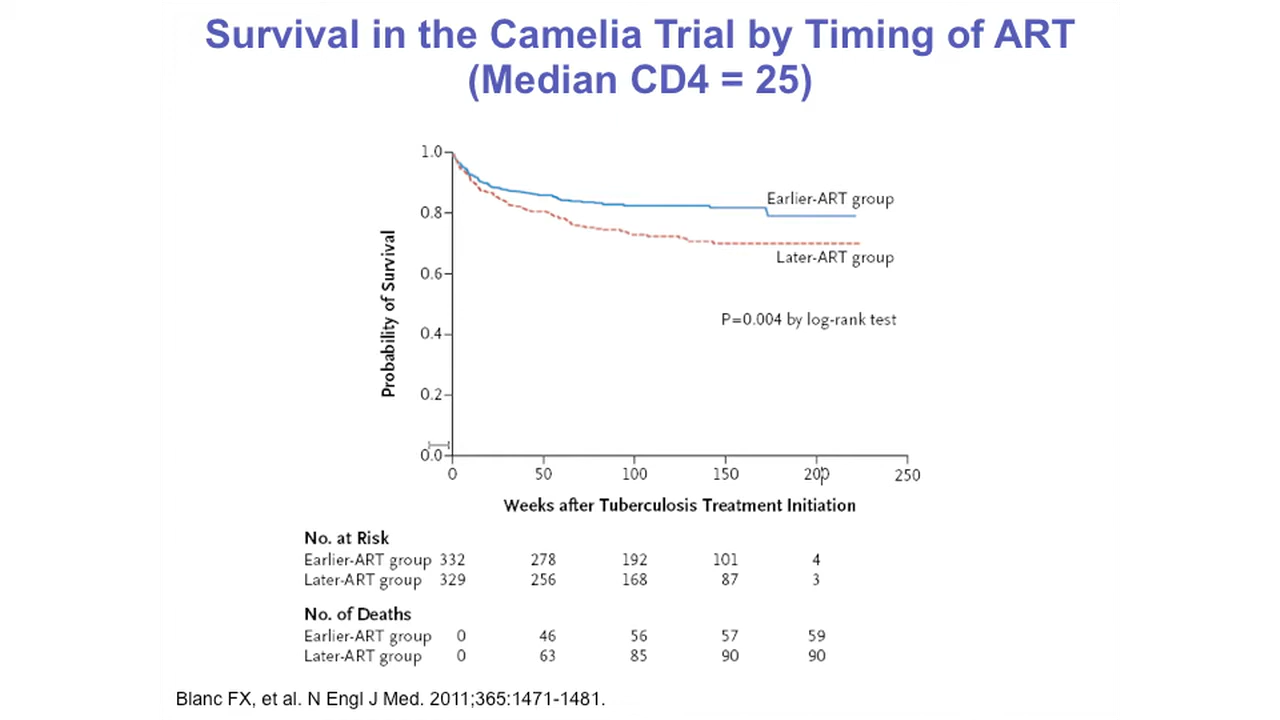 Survival in the Camelia Trial by Timing of ART
(Median CD4 = 25)
1.0
0.8
0.6
0.4
0.2
0.0
Probability of Survival
Earlier-ART group
Later-ART group
P=0.004 by log-rank test
0 50 100 150 200 250
Weeks after Tuberculosis Treatment Initiation
No. at Risk
Earlier-ART group 332 278 192 101 4
Later-ART group 329 256 168 87 3
No. of Deaths
Earlier-ART group 0 46 56 57 59
Later-ART group 0 63 85 90 90
Blanc FX, et al. N Engl J Med. 2011;365:1471-1481.